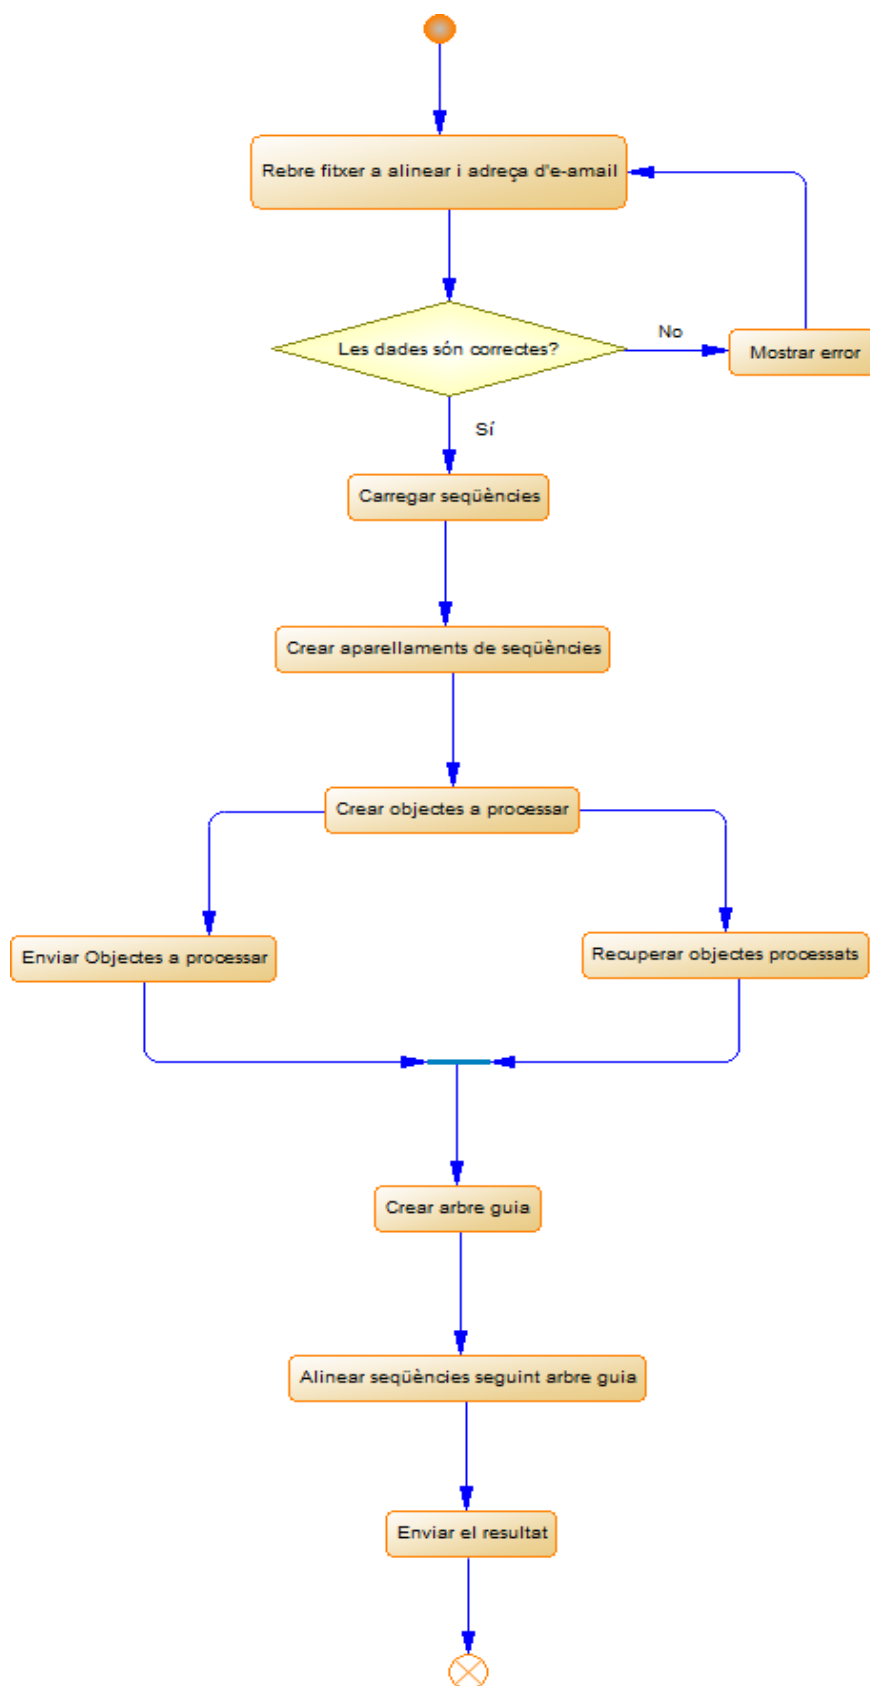 Rebre fitxer a alinear i adreça d'e-amail
Les dades són correctes?
No
Mostrar error
Sí
Carregar seqüències
Crear aparellaments de seqüències
Crear objectes a processar
Enviar Objectes a processar
Recuperar objectes processats
Crear arbre guia
Alinear seqüències seguint arbre guia
Enviar el resultat